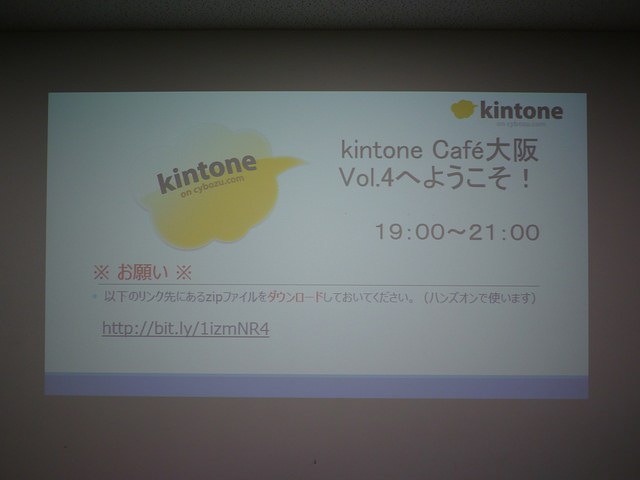 kintone
on cybozu.com
kintone
on cybozu.com
kintone Café大阪
Vol.4へようこそ！
19：00～21：00
※ お願い ※
・ 以下のリンク先にあるzipファイルをダウンロードしておいてください。（ハンズオンで使います）
http://bit.ly/1izmNR4